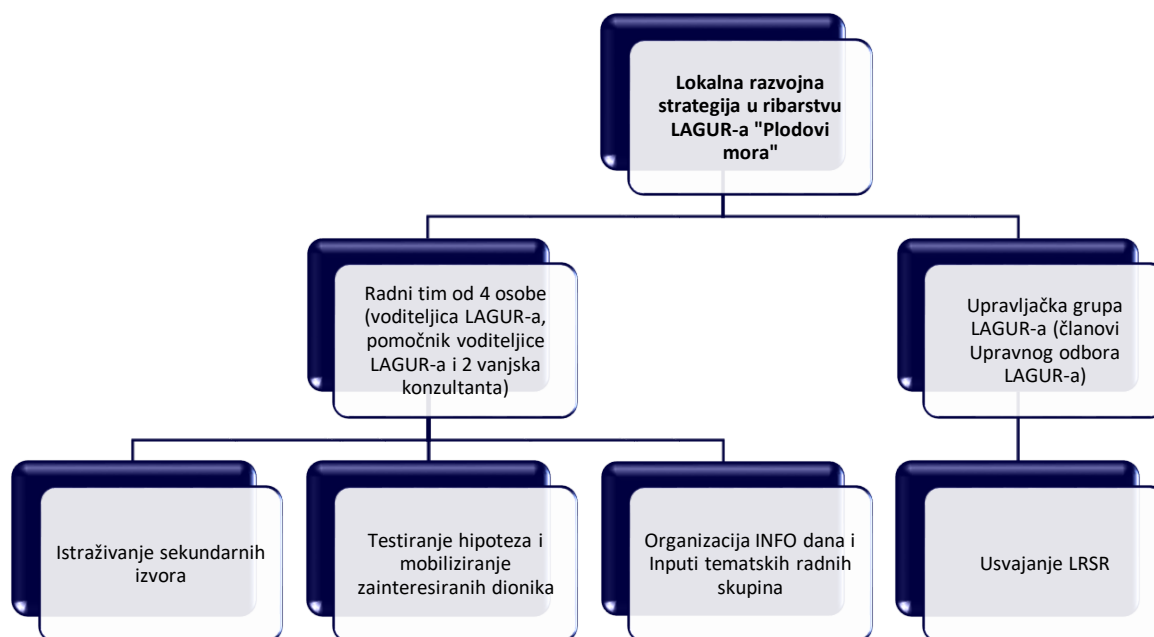 Lokalna razvojna
strategija u ribarstvu
LAGUR-a "Plodovi
mora"
Radni tim od 4 osobe
(voditeljica LAGUR-a,
pomočnik voditeljice
LAGUR-a i 2 vanjska
konzultanta)
Upravljačka grupa
LAGUR-a (članovi
Upravnog odbora
LAGUR-a)
Istraživanje sekundarnih
izvora
Testiranje hipoteza i
mobiliziranje
zainteresiranih dionika
Organizacija INFO dana i
Inputi tematskih radnih
skupina
Usvajanje LRSR